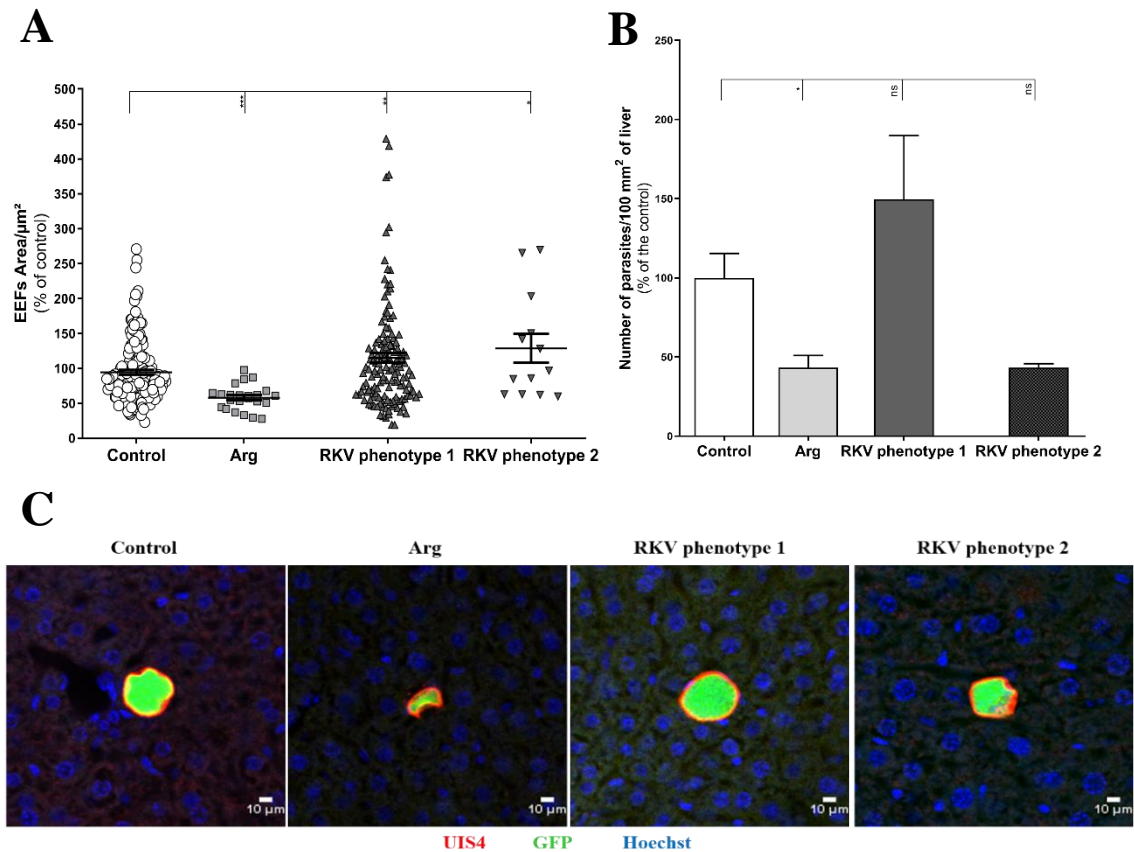 A
B
EEFs Area/µm²
(% of control)
500
450
400
350
300
250
200
150
100
50
0
***
**
*
Control
Arg
RKV phenotype 1
RKV phenotype 2
Number of parasites/100 mm² of liver
(% of the control)
250
200
150
100
50
0
*
ns
ns
Control
Arg
RKV phenotype 1
RKV phenotype 2
C
Control
Arg
RKV phenotype 1
RKV phenotype 2
10 µm
10 µm
10 µm
10 µm
UIS4
GFP
Hoechst